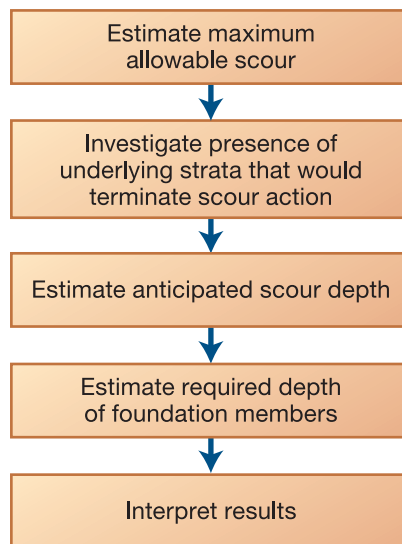 Estimate maximum
allowable scour
Investigate presence of
underlying strata that would
terminate scour action
Estimate anticipated scour depth
Estimate required depth
of foundation members
Interpret results